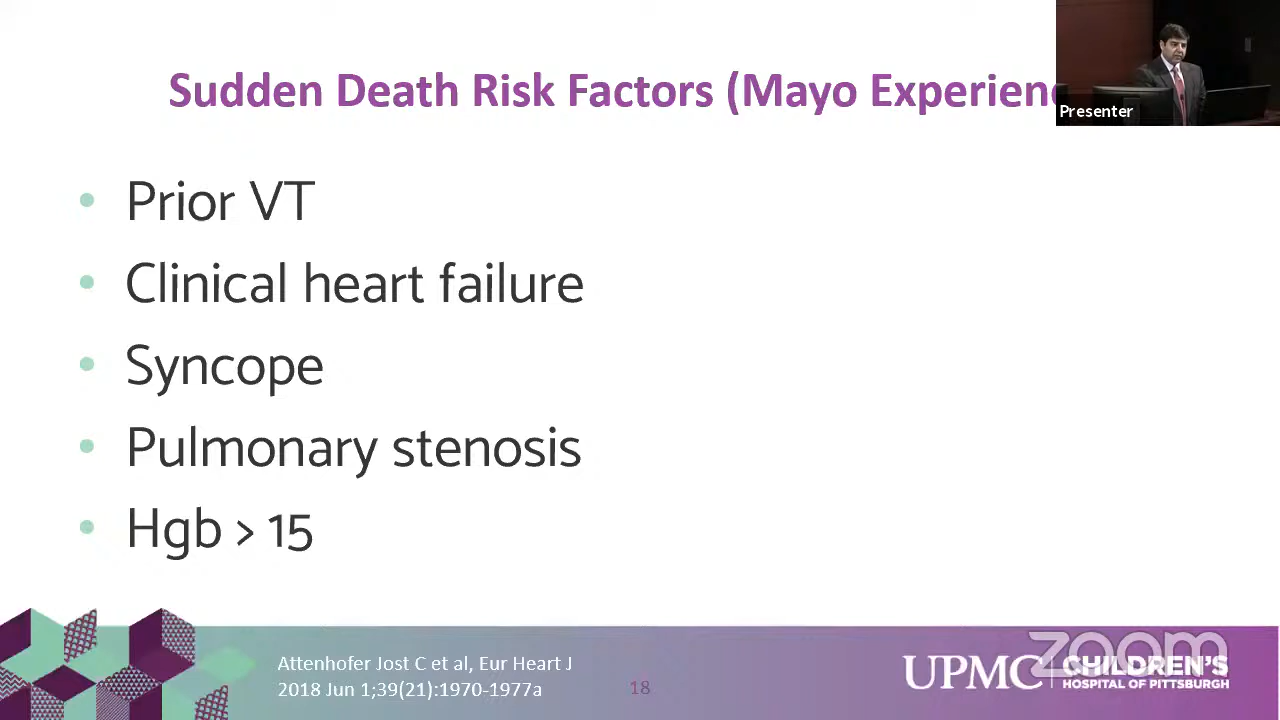 Sudden Death Risk Factors (Mayo Experien
Presenter
• Prior VT
• Clinical heart failure
• Syncope
• Pulmonary stenosis
• Hgb > 15
Attenhofer Jost C et al, Eur Heart J
2018 Jun 1;39(21):1970-1977a
18
zoom
UPMC CHILDREN'S
HOSPITAL OF PITTSBURGH